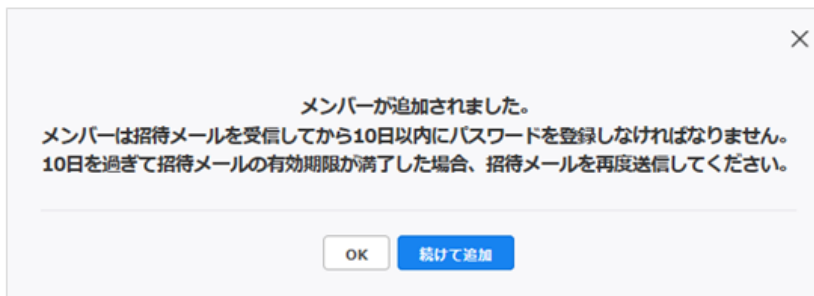 メンバーが追加されました。
メンバーは招待メールを受信してから10日以内にパスワードを登録しなければなりません。
10日を過ぎて招待メールの有効期限が満了した場合、招待メールを再度送信してください。
OK 続けて追加